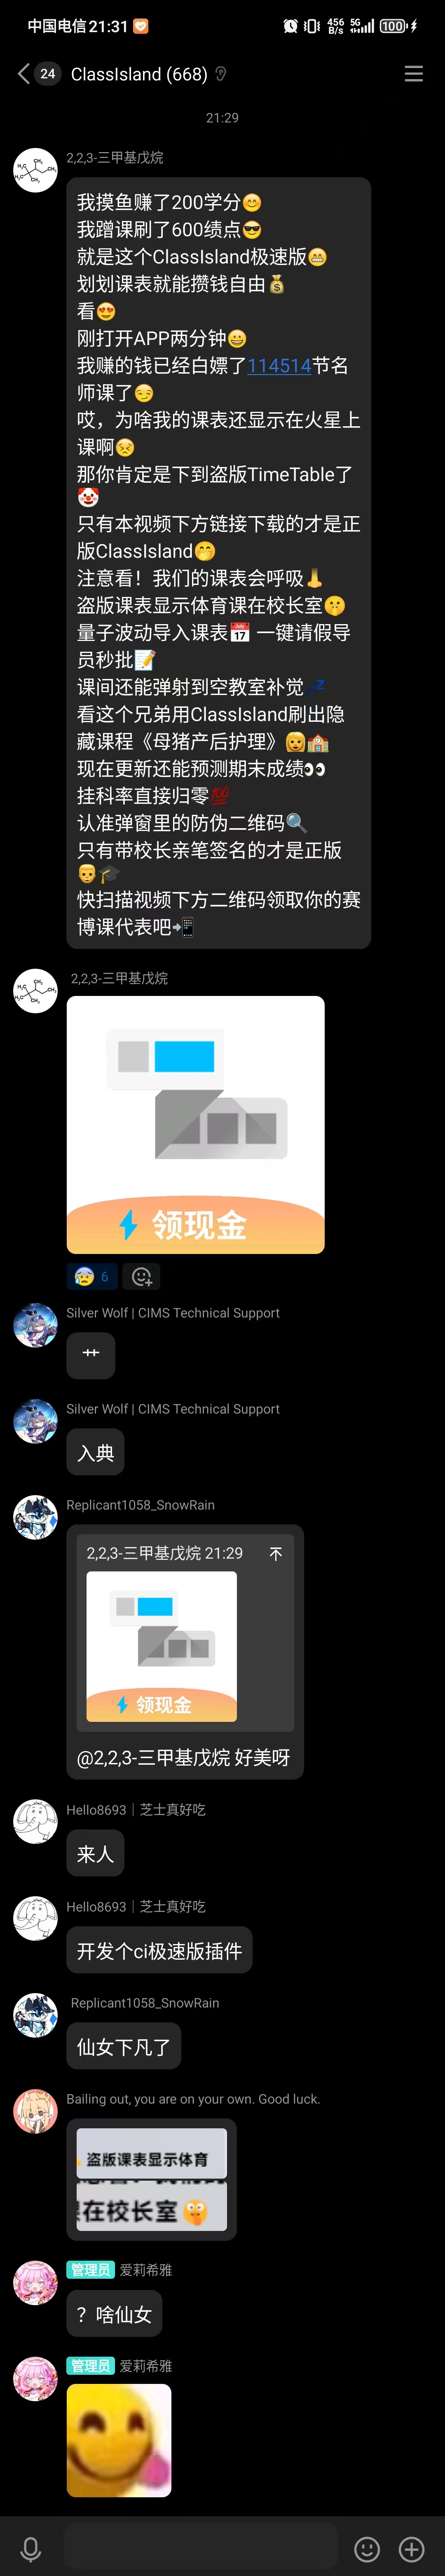 中国电信 21:31
456
B/s
5G
100
24 ClassIsland (668)
21:29
2,2,3-三甲基戊烷
我摸鱼赚了200学分😊
我蹭课刷了600绩点😎
就是这个ClassIsland极速版😁
划划课表就能攒钱自由💰
看😍
刚打开APP两分钟😀
我赚的钱已经白嫖了114514节名
师课了😏
哎，为啥我的课表还显示在火星上
课啊😣
那你肯定是下到盗版TimeTable了
🤡
只有本视频下方链接下载的才是正
版ClassIsland🤭
注意看！我们的课表会呼吸👃
盗版课表显示体育课在校长室🤫
量子波动导入课表📅 一键请假导
员秒批📝
课间还能弹射到空教室补觉💤
看这个兄弟用ClassIsland刷出隐
藏课程《母猪产后护理》👩🏫
现在更新还能预测期末成绩👀
挂科率直接归零💯
认准弹窗里的防伪二维码🔍
只有带校长亲笔签名的才是正版
👨🎓
快扫描视频下方二维码领取你的赛
博课代表吧📲
2,2,3-三甲基戊烷
领现金
6
Silver Wolf | CIMS Technical Support
艹
Silver Wolf | CIMS Technical Support
入典
Replicant1058_SnowRain
2,2,3-三甲基戊烷 21:29
领现金
@2,2,3-三甲基戊烷 好美呀
Hello8693｜芝士真好吃
来人
Hello8693｜芝士真好吃
开发个ci极速版插件
Replicant1058_SnowRain
仙女下凡了
Bailing out, you are on your own. Good luck.
盗版课表显示体育
在校长室🤫
管理员 爱莉希雅
？啥仙女
管理员 爱莉希雅